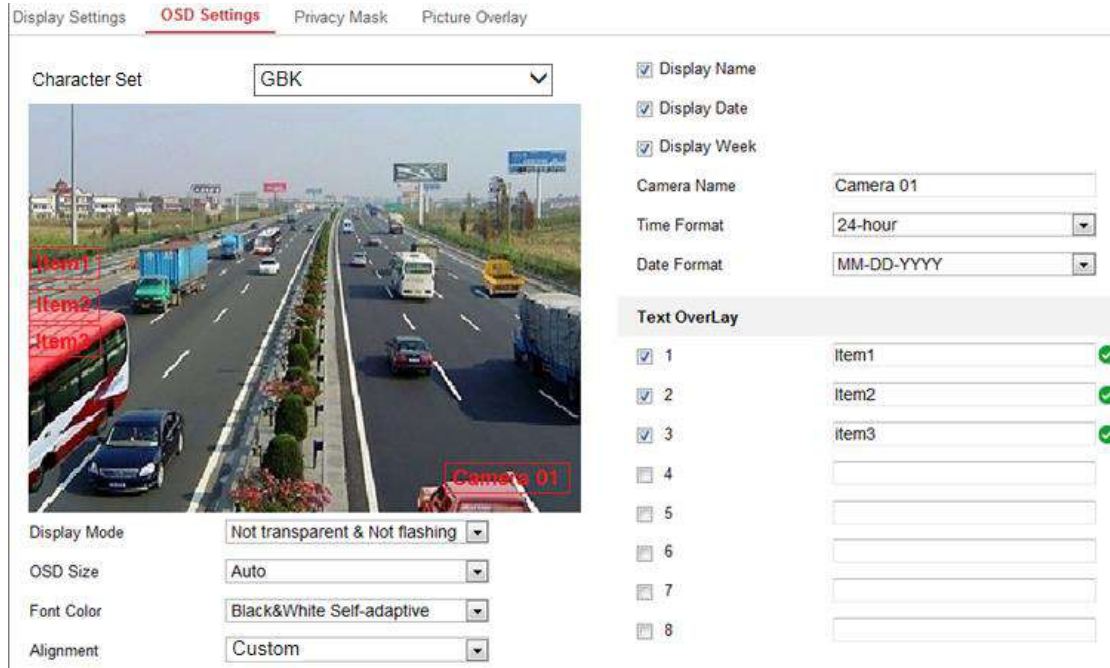 Display Settings OSD Settings Privacy Mask Picture Overlay
Character Set GBK
Item1
Item2
Item3
Camera 01
Display Mode Not transparent & Not flashing
OSD Size Auto
Font Color Black&White Self-adaptive
Alignment Custom
Display Name
Display Date
Display Week
Camera Name Camera 01
Time Format 24-hour
Date Format MM-DD-YYYY
Text OverLay
1 Item1
2 Item2
3 item3
4
5
6
7
8